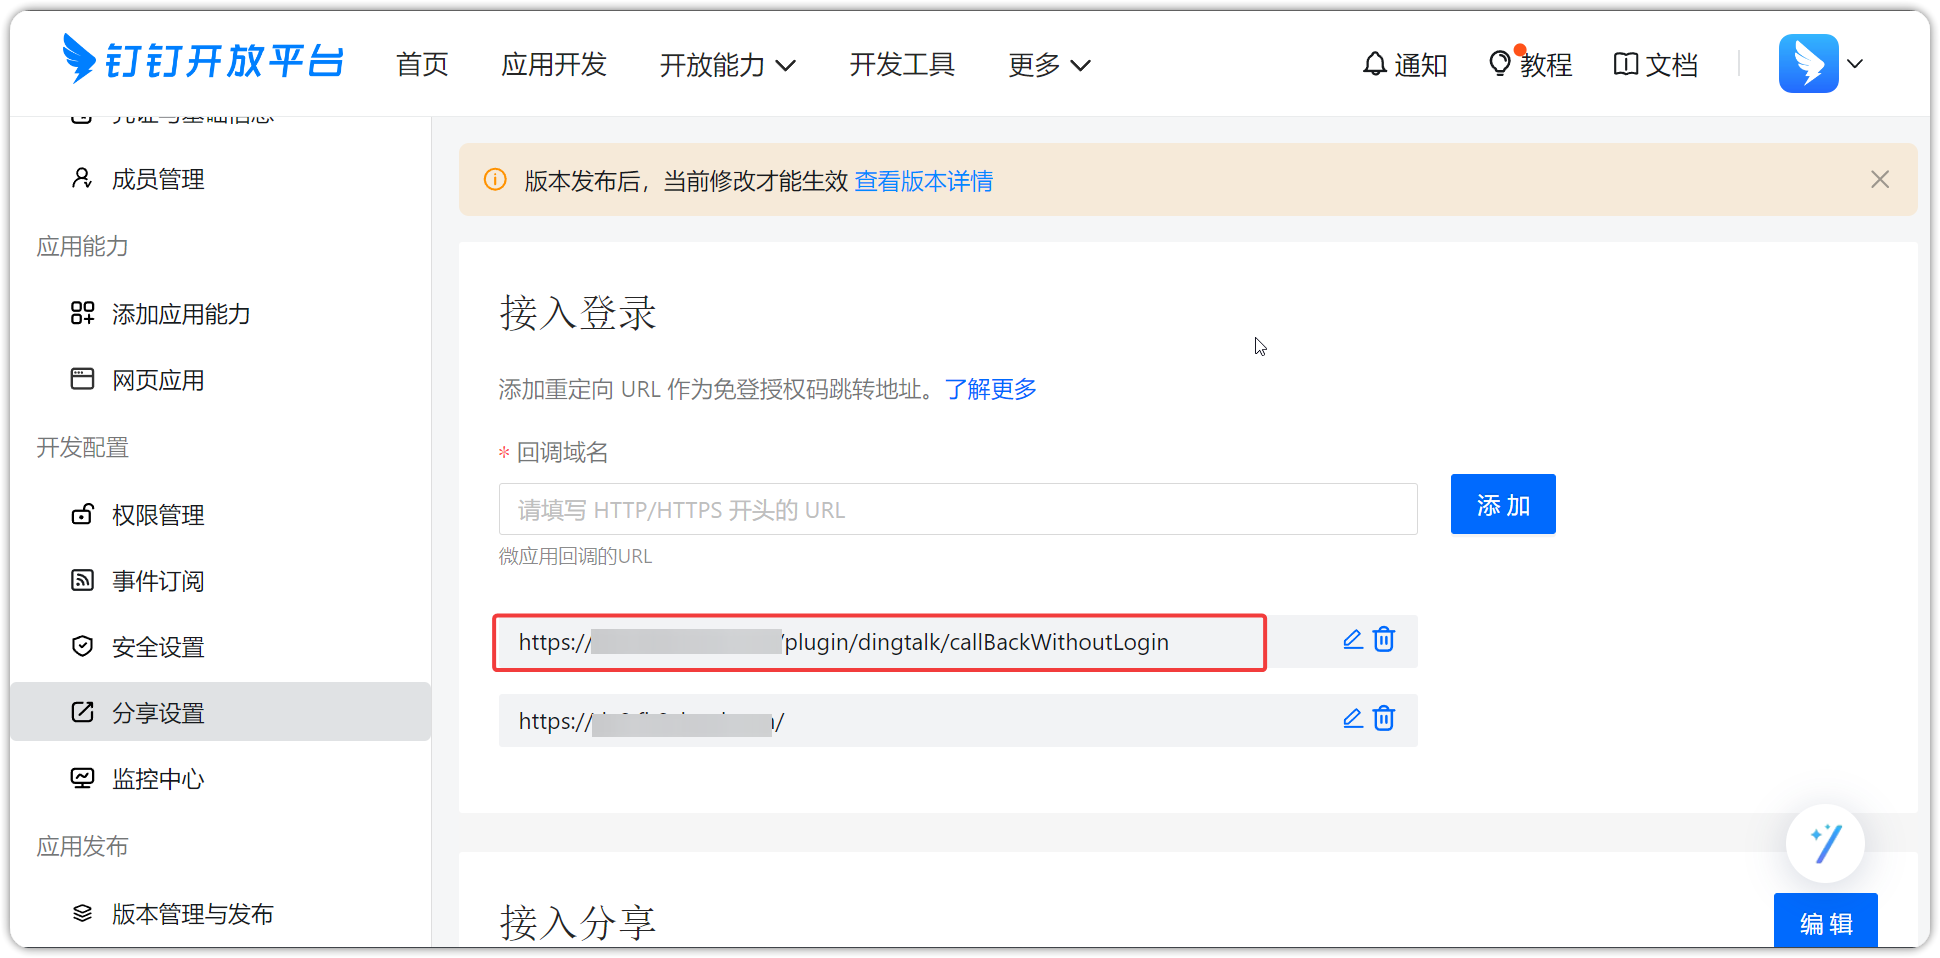 钉钉开放平台 首页 应用开发 开放能力 开发工具 更多 通知 教程 文档
凭证与基础信息
成员管理
应用能力
添加应用能力
网页应用
开发配置
权限管理
事件订阅
安全设置
分享设置
监控中心
应用发布
版本管理与发布
版本发布后，当前修改才能生效 查看版本详情
接入登录
添加重定向 URL 作为免登授权码跳转地址。了解更多
* 回调域名
请填写 HTTP/HTTPS 开头的 URL
添加
微应用回调的URL
https:// /plugin/dingtalk/callBackWithoutLogin
https:// /
接入分享
编辑